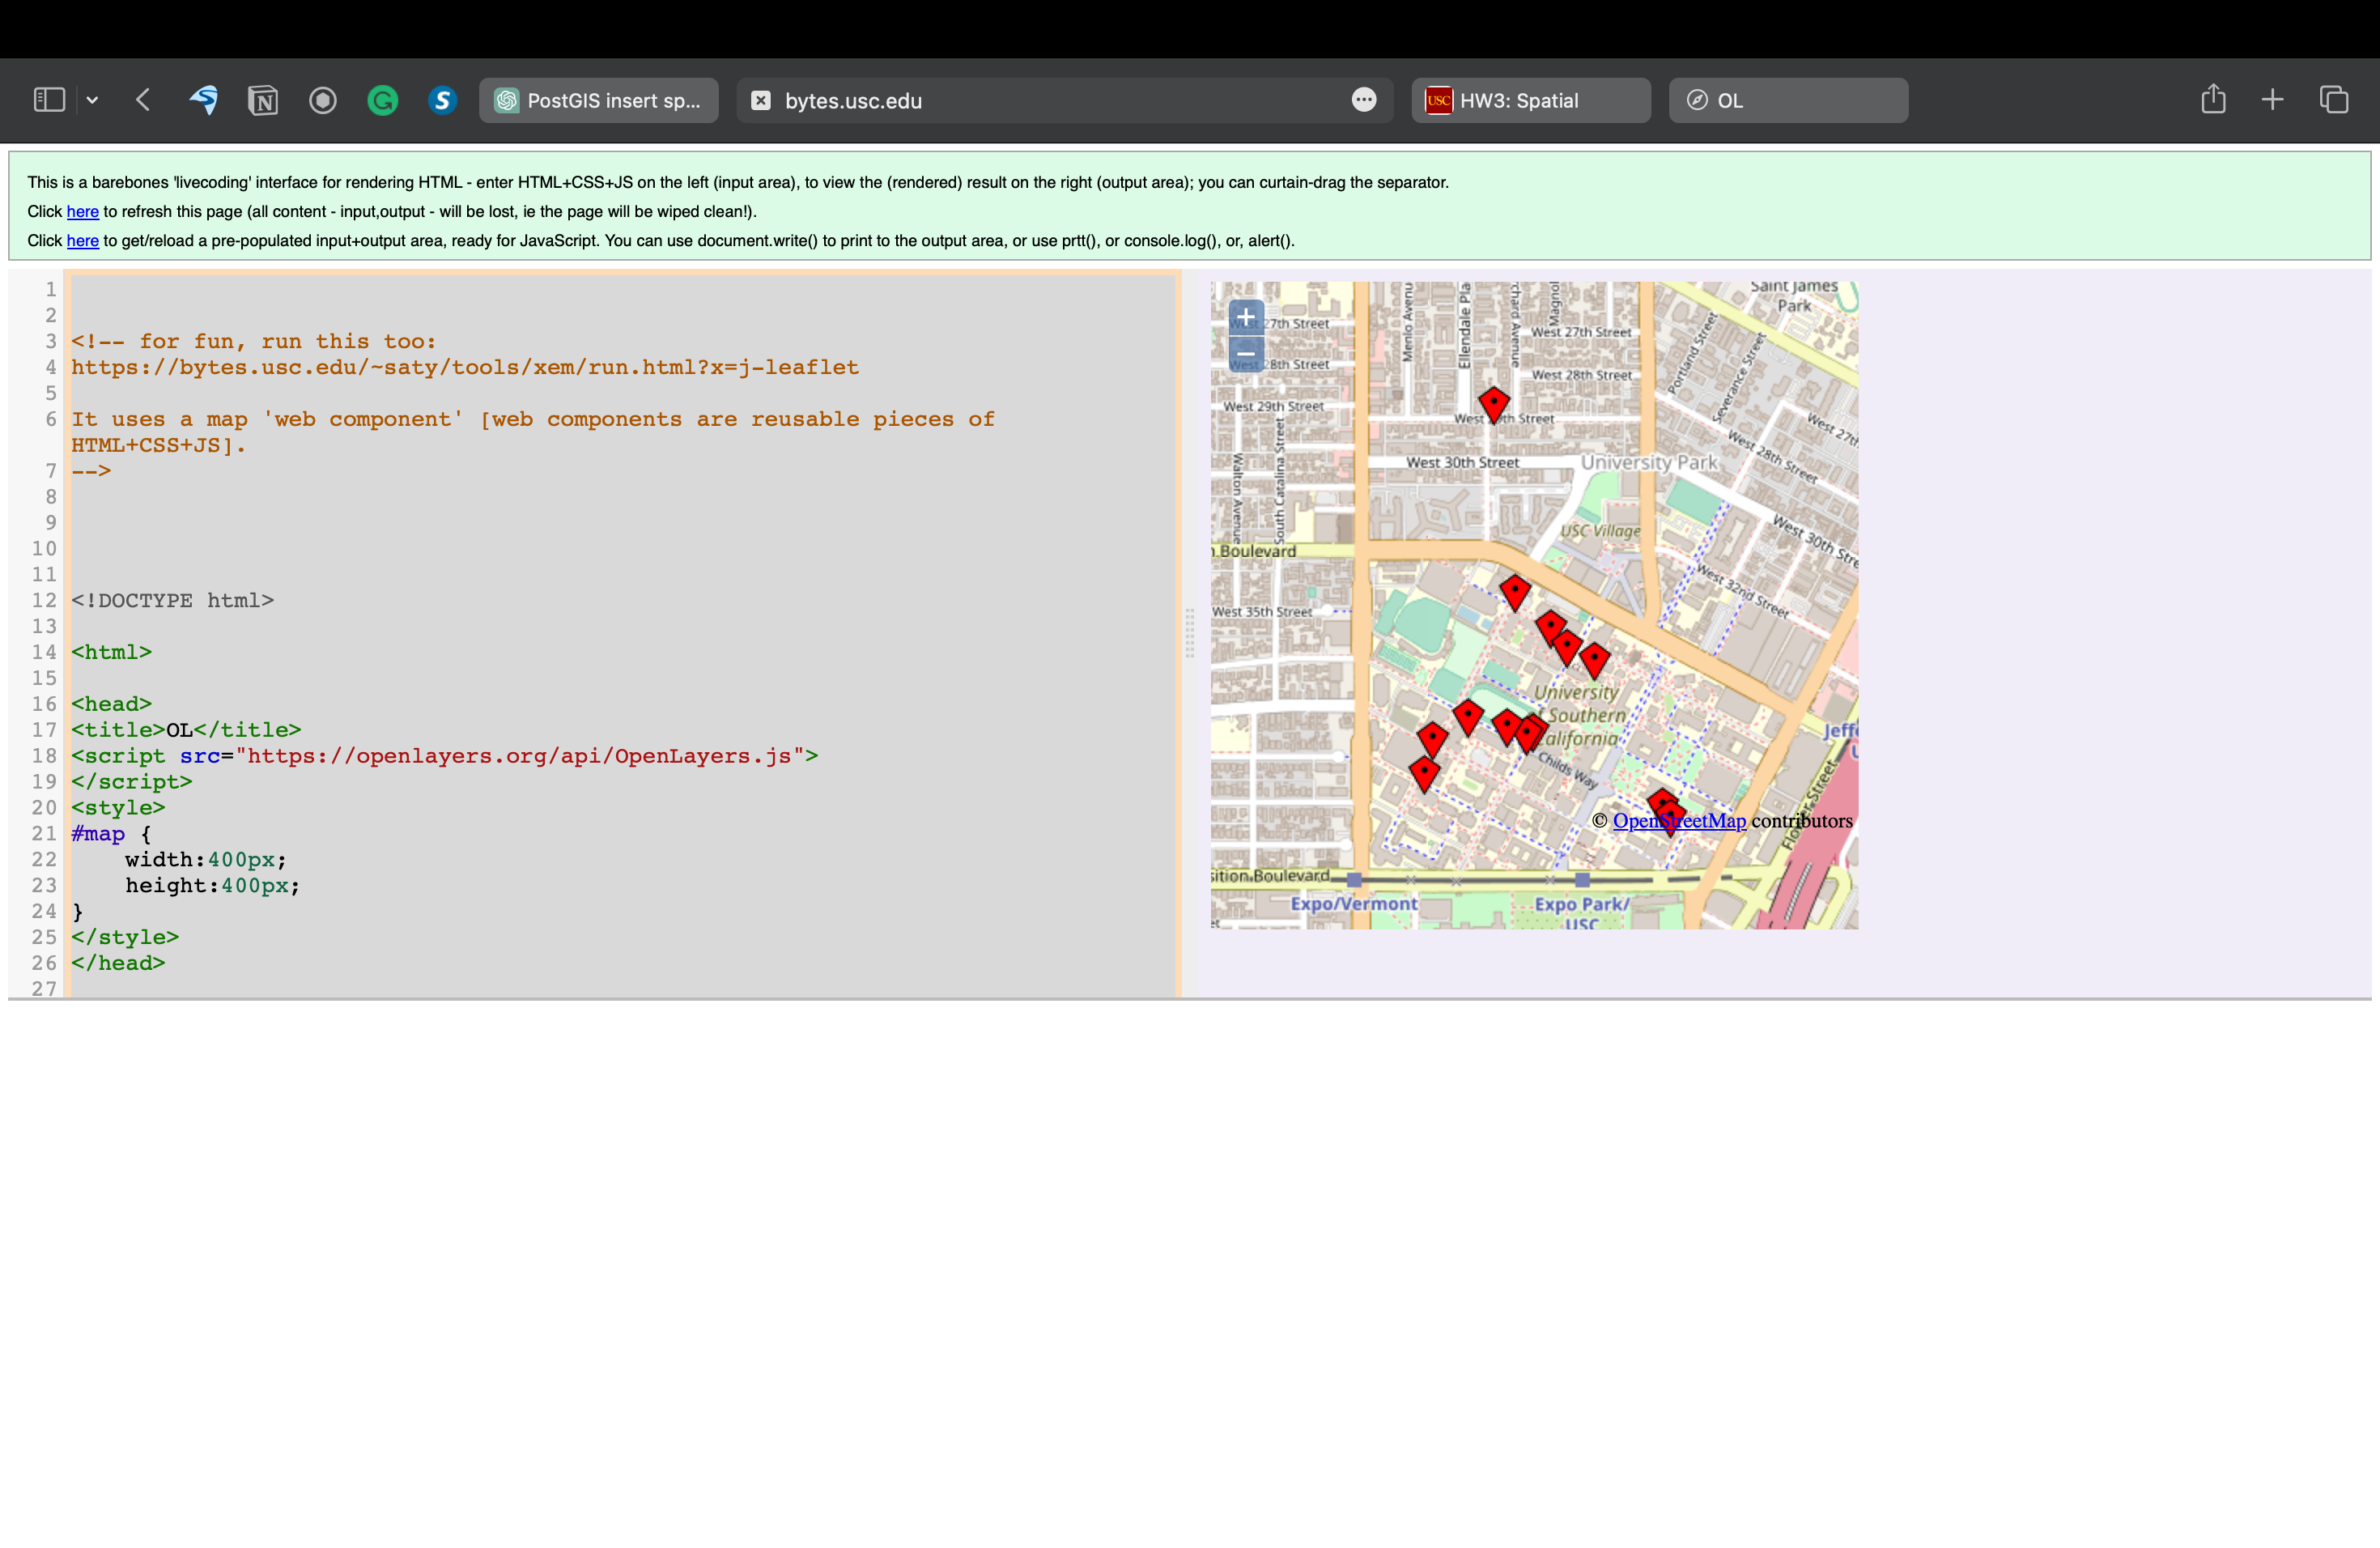 PostGIS insert sp...
bytes.usc.edu
USC HW3: Spatial
OL
This is a barebones 'livecoding' interface for rendering HTML - enter HTML+CSS+JS on the left (input area), to view the (rendered) result on the right (output area); you can curtain-drag the separator.
Click here to refresh this page (all content - input,output - will be lost, ie the page will be wiped clean!).
Click here to get/reload a pre-populated input+output area, ready for JavaScript. You can use document.write() to print to the output area, or use prtt(), or console.log(), or, alert().
1
2
3 <!-- for fun, run this too:
4 https://bytes.usc.edu/~saty/tools/xem/run.html?x=j-leaflet
5
6 It uses a map 'web component' [web components are reusable pieces of
HTML+CSS+JS].
7 -->
8
9
10
11
12 <!DOCTYPE html>
13
14 <html>
15
16 <head>
17 <title>OL</title>
18 <script src="https://openlayers.org/api/OpenLayers.js">
19 </script>
20 <style>
21 #map {
22 width:400px;
23 height:400px;
24 }
25 </style>
26 </head>
27
+
−
Saint James
Park
Menlo Avenu
Ellendale Pla
rchard Avenue
Magnol
27th Street
West 27th Street
Portland Street
Severance Street
28th Street
West 28th Street
West 29th Street
Street
West 27th
West 28th Street
West 30th Street
University Park
Walton Avenue
South Catalina Street
USC Village
West 30th Stre
Boulevard
West 32nd Street
West 35th Street
University
Southern
California
Jeff
Childs Way
Flower Street
© OpenStreetMap contributors
sition Boulevard
Expo/Vermont
Expo Park/
USC